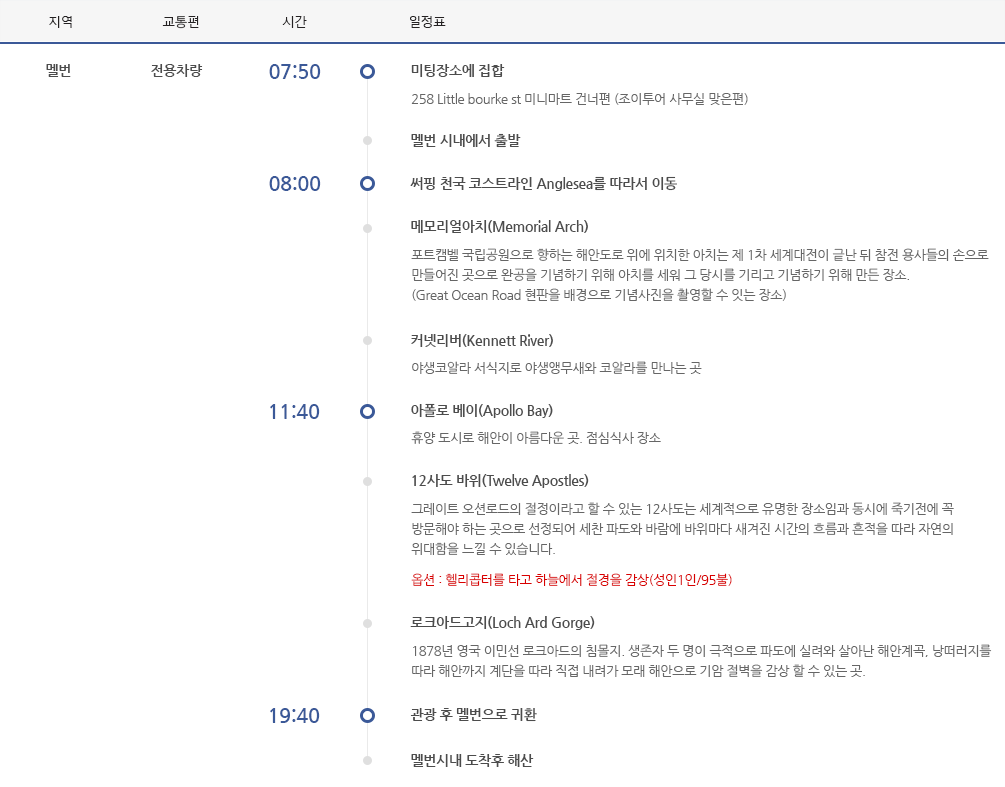 지역 교통편 시간 일정표
멜번 전용차량 07:50 미팅장소에 집합
258 Little bourke st 미니마트 건너편 (조이투어 사무실 맞은편)
멜번 시내에서 출발
08:00 써핑 천국 코스트라인 Anglesea를 따라서 이동
메모리얼아치(Memorial Arch)
포트캠벨 국립공원으로 향하는 해안도로 위에 위치한 아치는 제 1차 세계대전이 끝난 뒤 참전 용사들의 손으로
만들어진 곳으로 완공을 기념하기 위해 아치를 세워 그 당시를 기리고 기념하기 위해 만든 장소.
(Great Ocean Road 현판을 배경으로 기념사진을 촬영할 수 잇는 장소)
커넷리버(Kennett River)
야생코알라 서식지로 야생앵무새와 코알라를 만나는 곳
11:40 아폴로 베이(Apollo Bay)
휴양 도시로 해안이 아름다운 곳. 점심식사 장소
12사도 바위(Twelve Apostles)
그레이트 오션로드의 절정이라고 할 수 있는 12사도는 세계적으로 유명한 장소임과 동시에 죽기전에 꼭
방문해야 하는 곳으로 선정되어 세찬 파도와 바람에 바위마다 새겨진 시간의 흐름과 흔적을 따라 자연의
위대함을 느낄 수 있습니다.
옵션 : 헬리콥터를 타고 하늘에서 절경을 감상(성인1인/95불)
로크아드고지(Loch Ard Gorge)
1878년 영국 이민선 로크아드의 침몰지. 생존자 두 명이 극적으로 파도에 실려와 살아난 해안계곡, 낭떠러지를
따라 해안까지 계단을 따라 직접 내려가 모래 해안으로 기암 절벽을 감상 할 수 있는 곳.
19:40 관광 후 멜번으로 귀환
멜번시내 도착후 해산